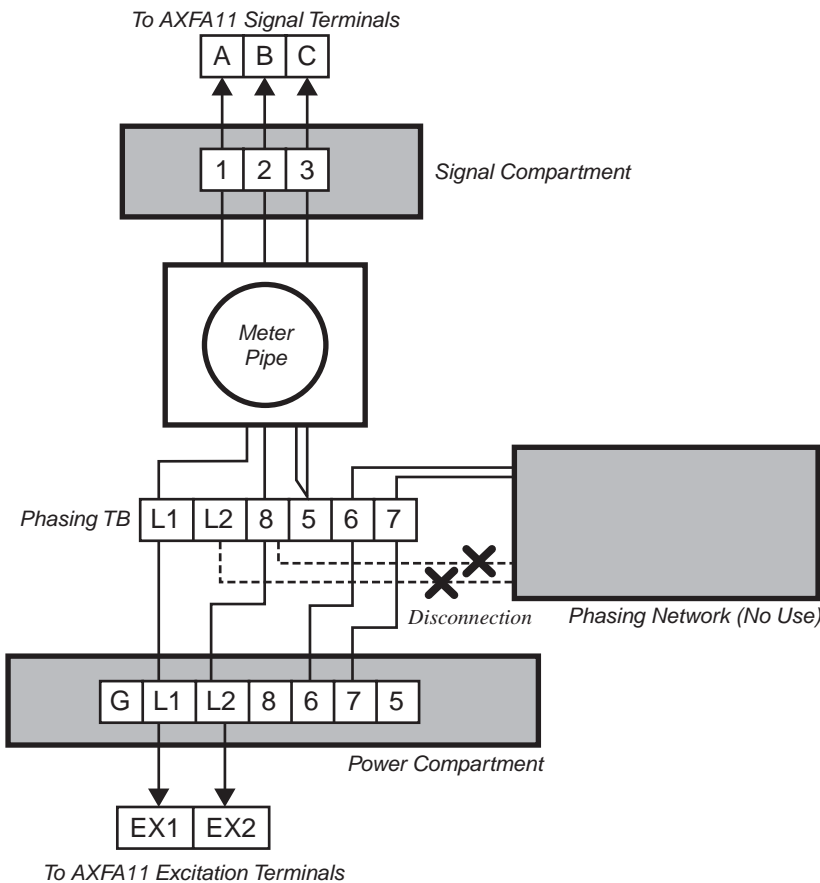 To AXFA11 Signal Terminals
A B C
1 2 3
Signal Compartment
Meter
Pipe
Phasing TB
L1 L2 8 5 6 7
Disconnection
Phasing Network (No Use)
G L1 L2 8 6 7 5
Power Compartment
EX1 EX2
To AXFA11 Excitation Terminals